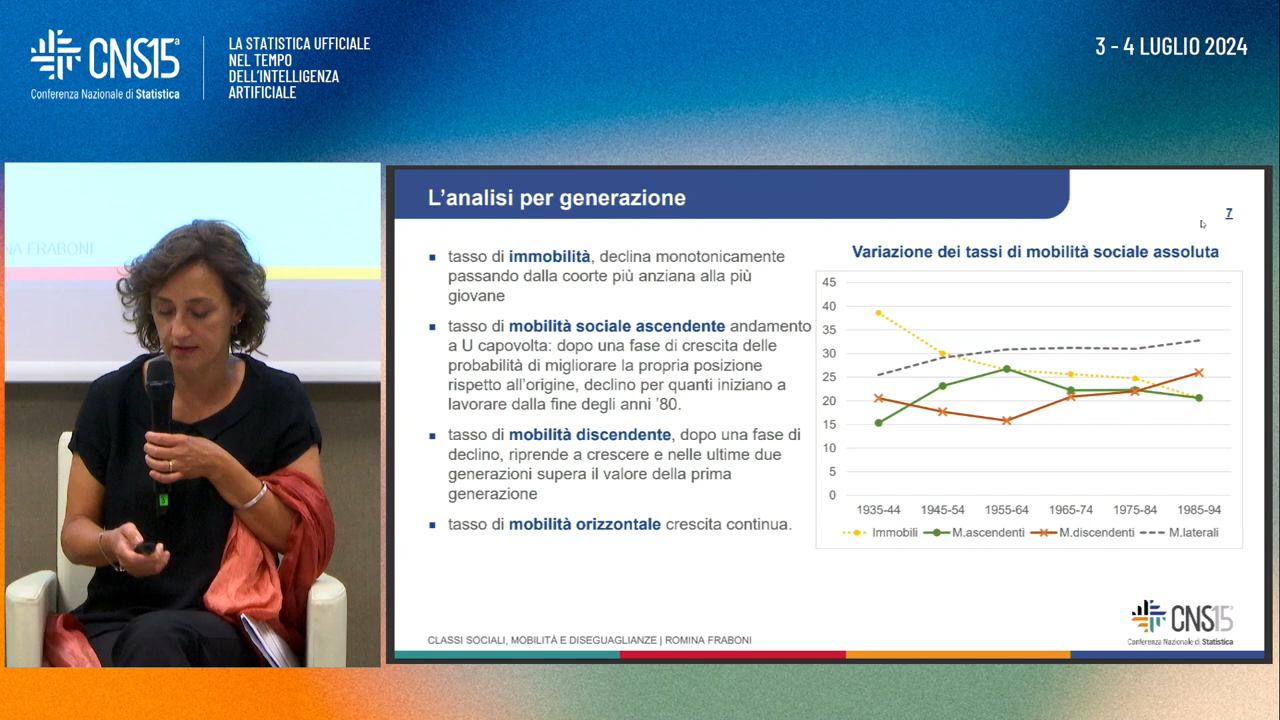 CNS15ª
Conferenza Nazionale di Statistica
LA STATISTICA UFFICIALE
NEL TEMPO
DELL'INTELLIGENZA
ARTIFICIALE
3 - 4 LUGLIO 2024
NA FRABONI
L'analisi per generazione
7
tasso di immobilità, declina monotonicamente
passando dalla coorte più anziana alla più
giovane
tasso di mobilità sociale ascendente andamento
a U capovolta: dopo una fase di crescita delle
probabilità di migliorare la propria posizione
rispetto all'origine, declino per quanti iniziano a
lavorare dalla fine degli anni '80.
tasso di mobilità discendente, dopo una fase di
declino, riprende a crescere e nelle ultime due
generazioni supera il valore della prima
generazione
tasso di mobilità orizzontale crescita continua.
Variazione dei tassi di mobilità sociale assoluta
45
40
35
30
25
20
15
10
5
0
1935-44 1945-54 1955-64 1965-74 1975-84 1985-94
Immobili M.ascendenti M.discendenti M.laterali
CLASSI SOCIALI, MOBILITÀ E DISEGUAGLIANZE | ROMINA FRABONI
CNS15ª
Conferenza Nazionale di Statistica